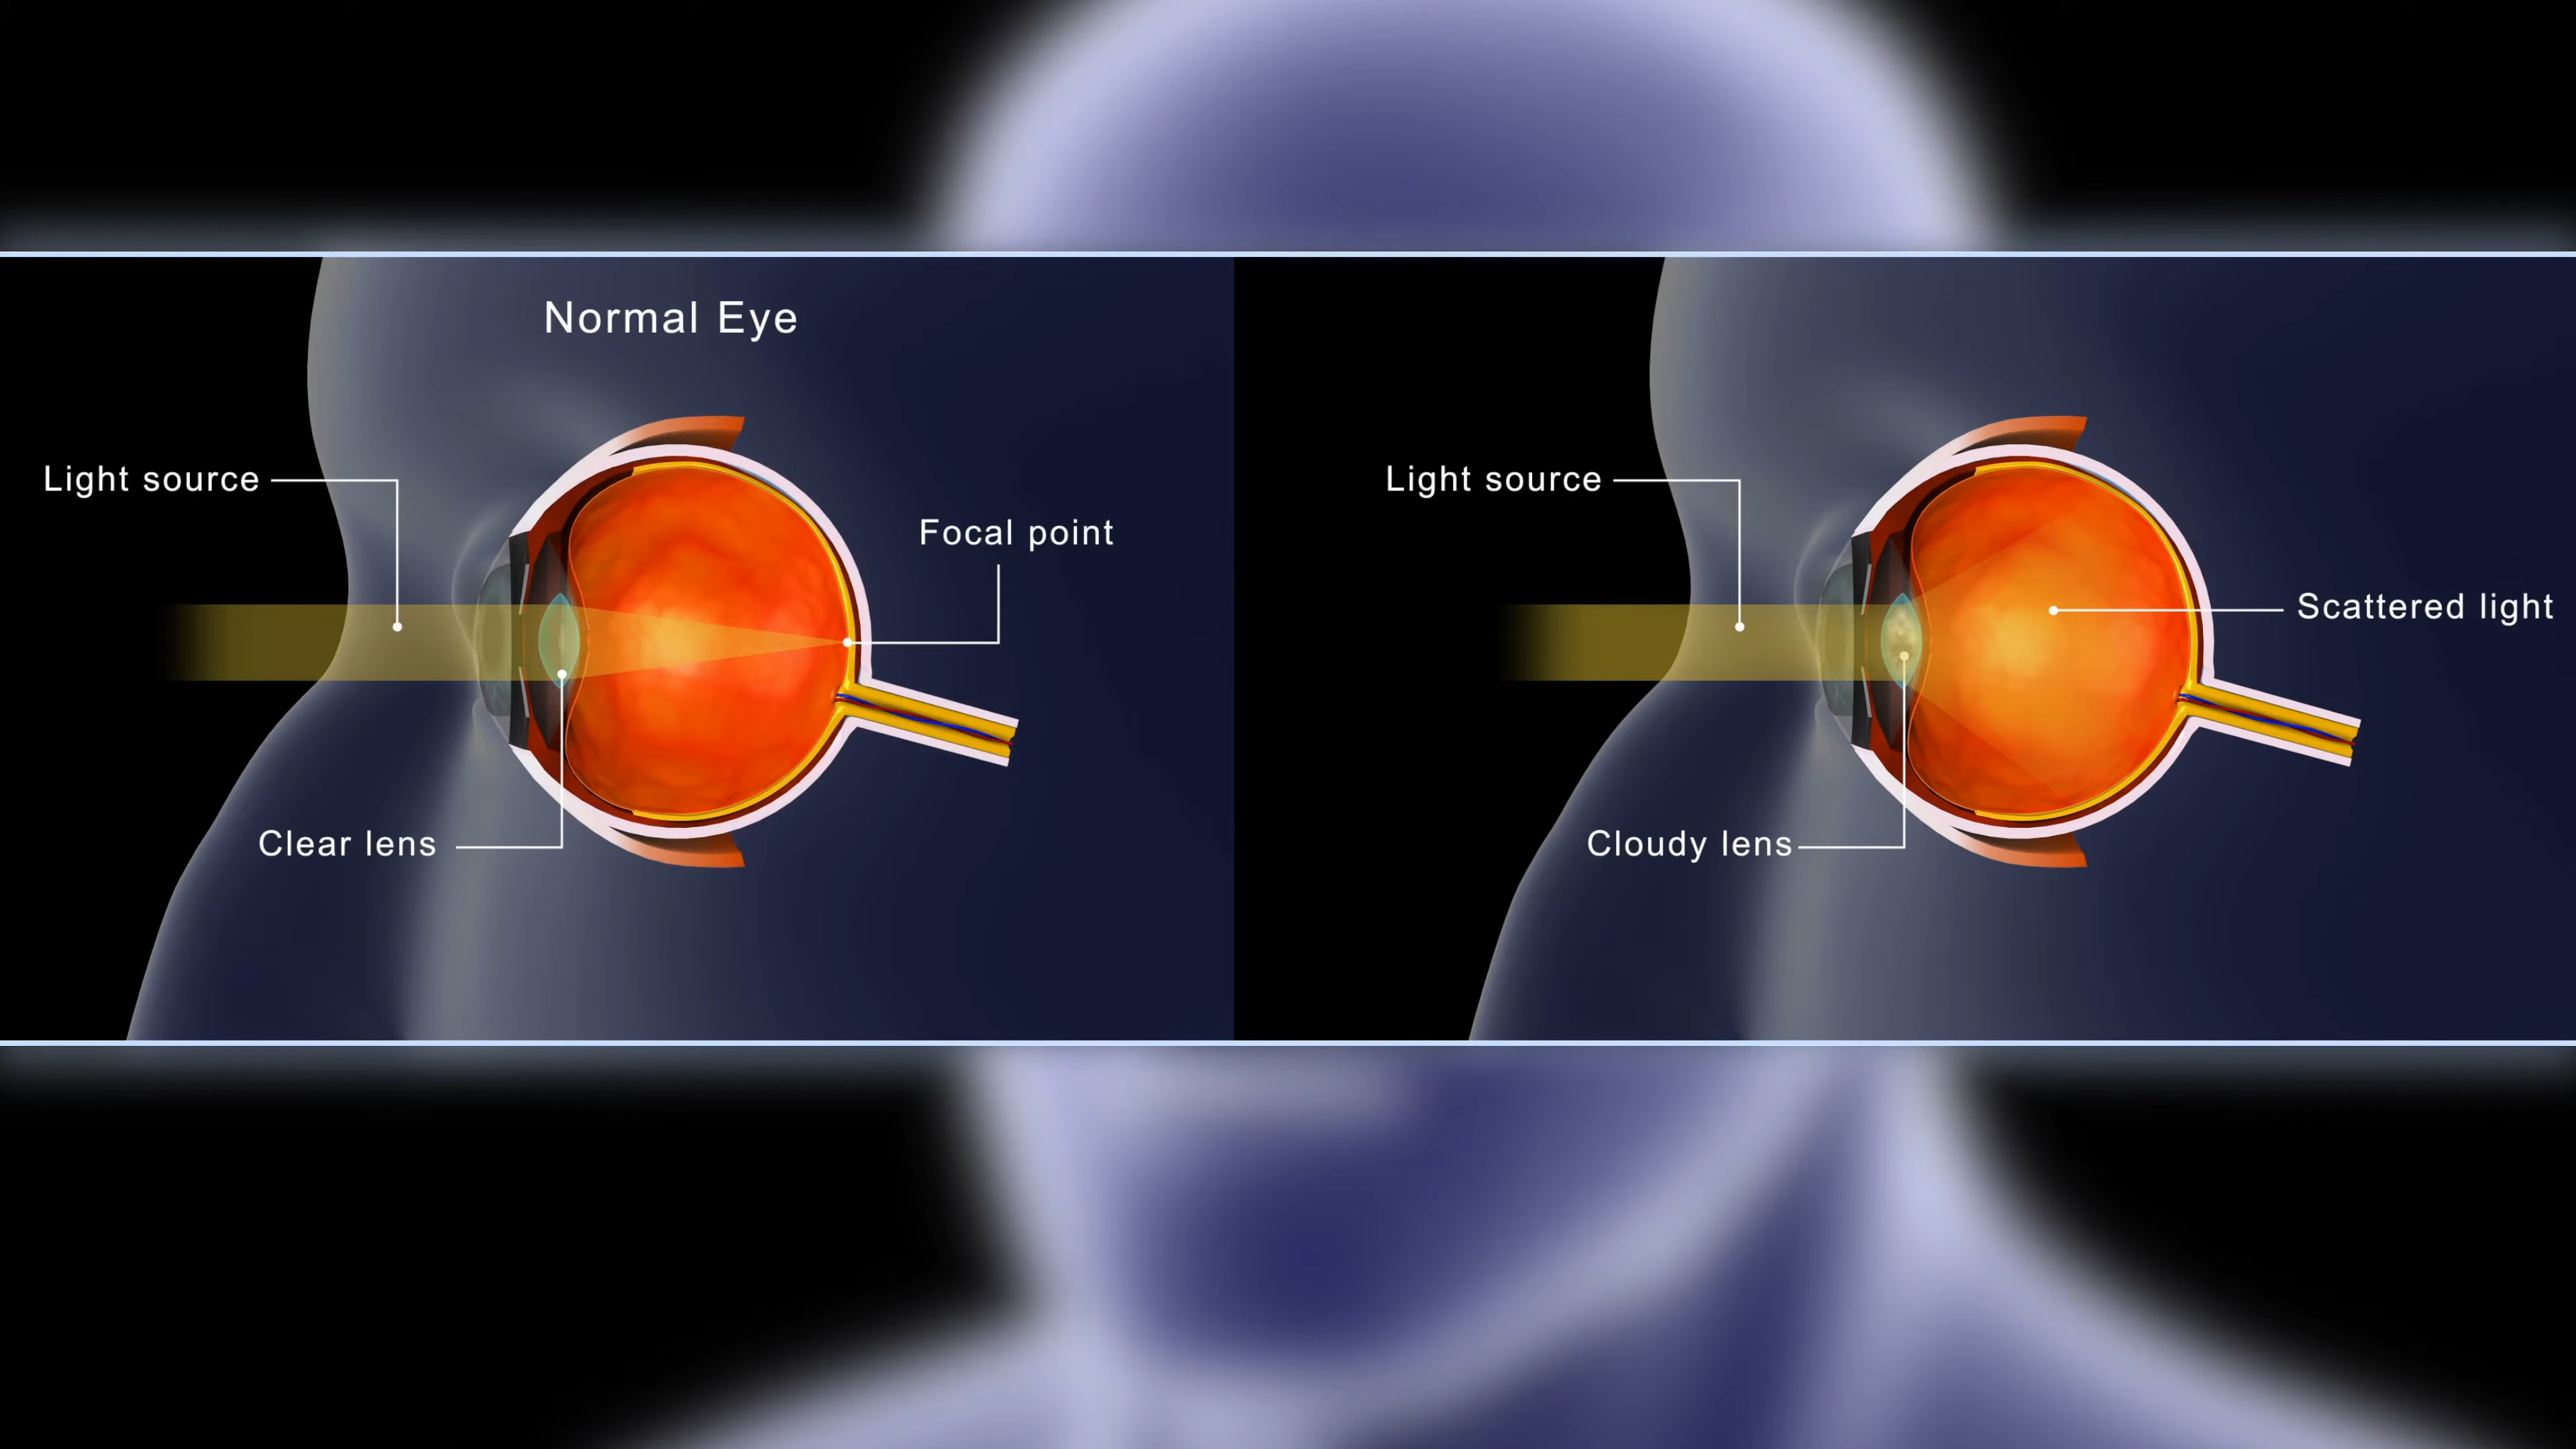 Normal Eye
Light source
Focal point
Clear lens
Light source
Scattered light
Cloudy lens